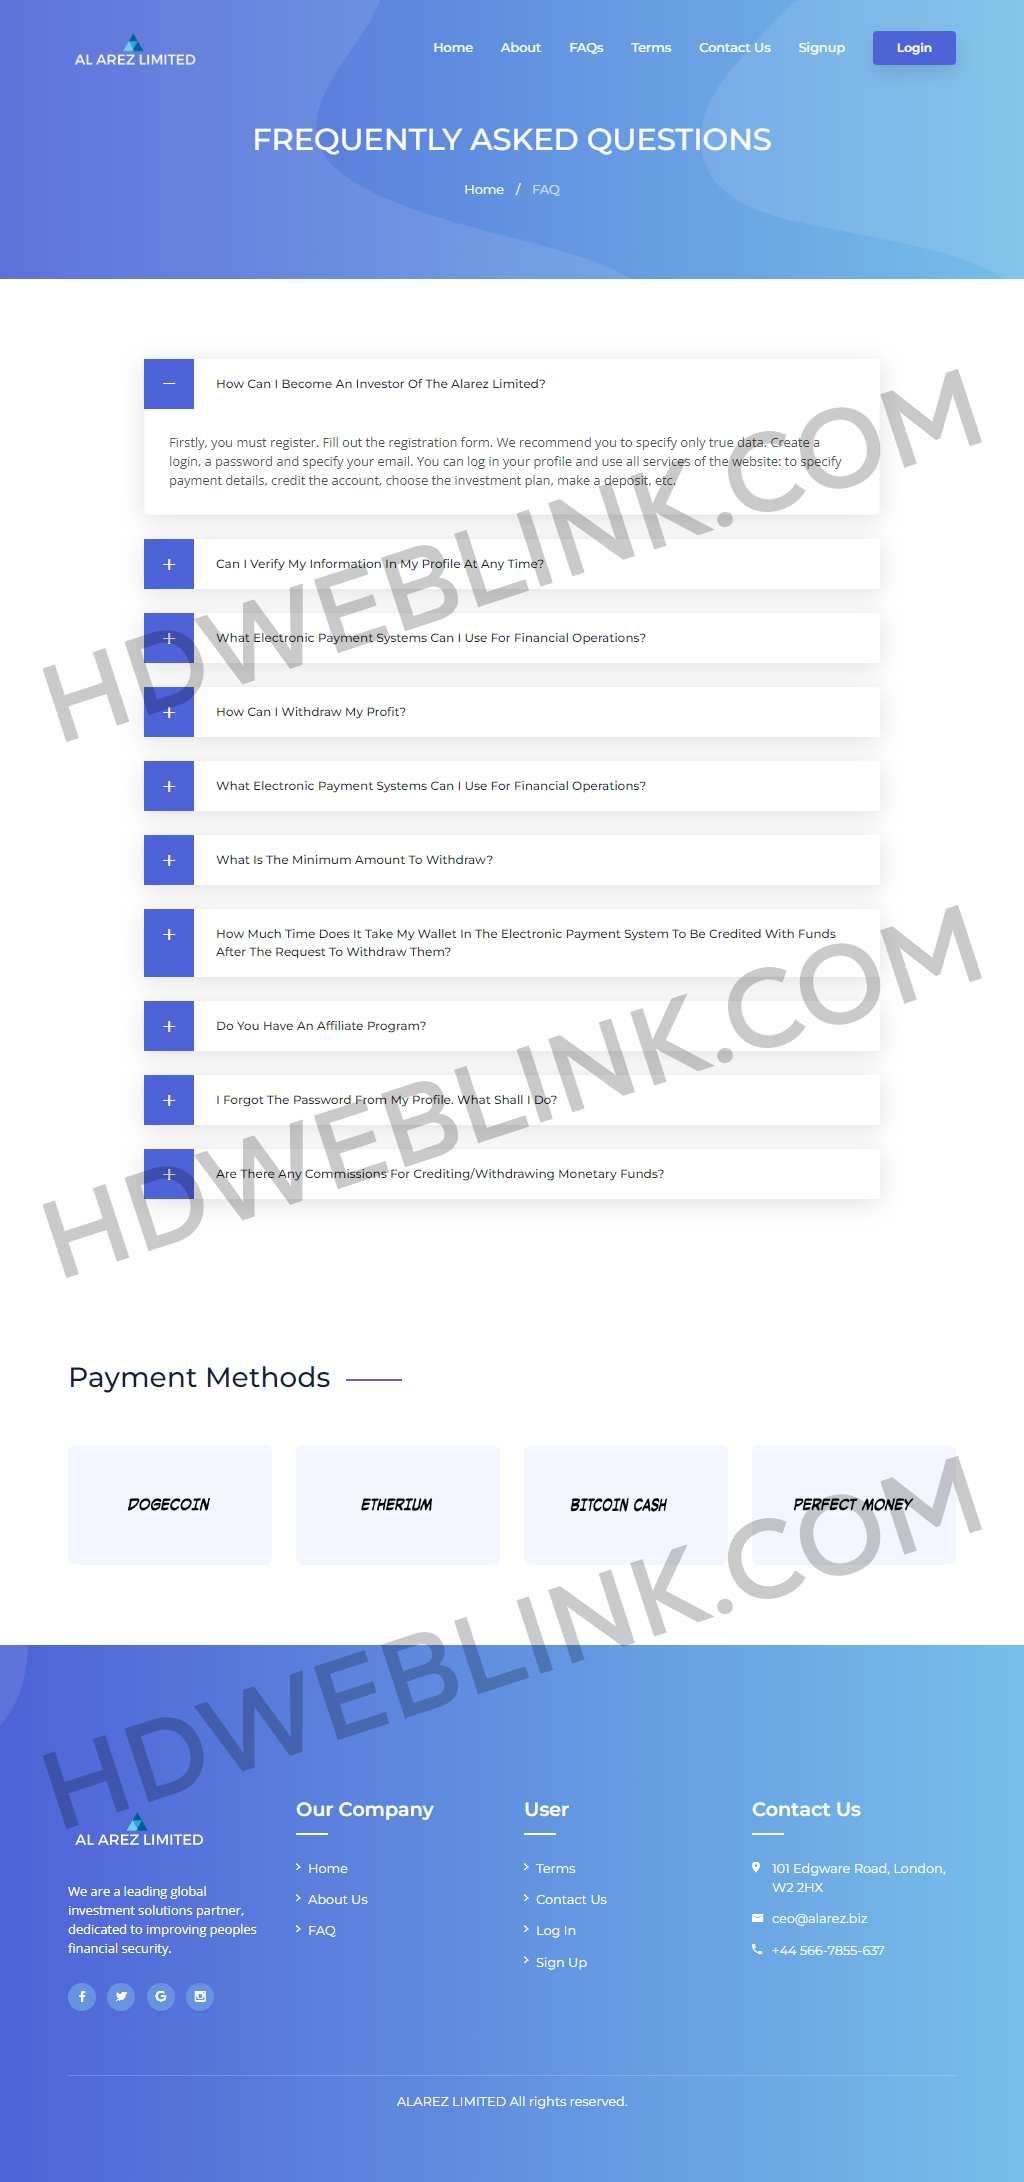 AL AREZ LIMITED
Home About FAQs Terms Contact Us Signup Login
FREQUENTLY ASKED QUESTIONS
Home / FAQ
How Can I Become An Investor Of The Alarez Limited?
Firstly, you must register. Fill out the registration form. We recommend you to specify only true data. Create a
login, a password and specify your email. You can log in your profile and use all services of the website: to specify
payment details, credit the account, choose the investment plan, make a deposit, etc.
Can I Verify My Information In My Profile At Any Time?
What Electronic Payment Systems Can I Use For Financial Operations?
How Can I Withdraw My Profit?
What Electronic Payment Systems Can I Use For Financial Operations?
What Is The Minimum Amount To Withdraw?
How Much Time Does It Take My Wallet In The Electronic Payment System To Be Credited With Funds
After The Request To Withdraw Them?
Do You Have An Affiliate Program?
I Forgot The Password From My Profile. What Shall I Do?
Are There Any Commissions For Crediting/Withdrawing Monetary Funds?
HDWEBLINK.COM
HDWEBLINK.COM
Payment Methods
DOGECOIN ETHERIUM BITCOIN CASH PERFECT MONEY
HDWEBLINK.COM
AL AREZ LIMITED
We are a leading global
investment solutions partner,
dedicated to improving peoples
financial security.
Our Company
Home
About Us
FAQ
User
Terms
Contact Us
Log In
Sign Up
Contact Us
101 Edgware Road, London,
W2 2HX
ceo@alarez.biz
+44 566-7855-637
ALAREZ LIMITED All rights reserved.